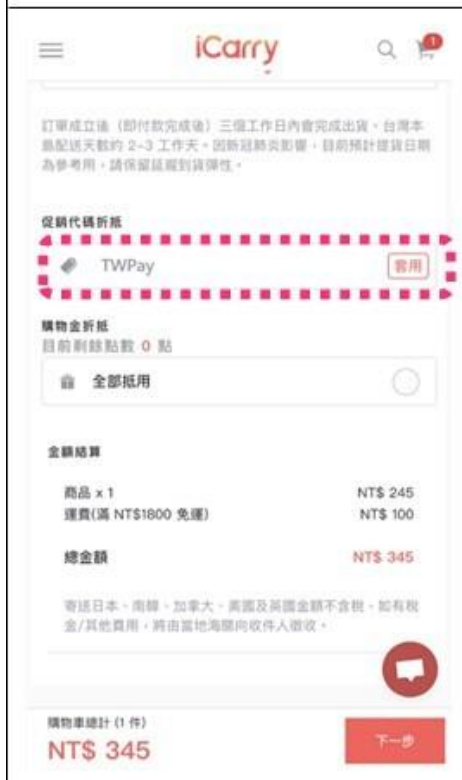 iCarry
1
訂單成立後（即付款完成後）三個工作日內會完成出貨，台灣本
島配送天數約 2-3 工作天。因新冠肺炎影響，目前預計提貨日期
為參考用，請保留延遲到貨彈性。
促銷代碼折抵
TWPay
套用
購物金折抵
目前剩餘點數 0 點
全部抵用
金額結算
商品 x 1 NT$ 245
運費(滿 NT$1800 免運) NT$ 100
總金額 NT$ 345
寄送日本、南韓、加拿大、美國及英國金額不含稅，如有稅
金/其他費用，將由當地海關向收件人徵收。
購物車總計 (1 件)
NT$ 345
下一步